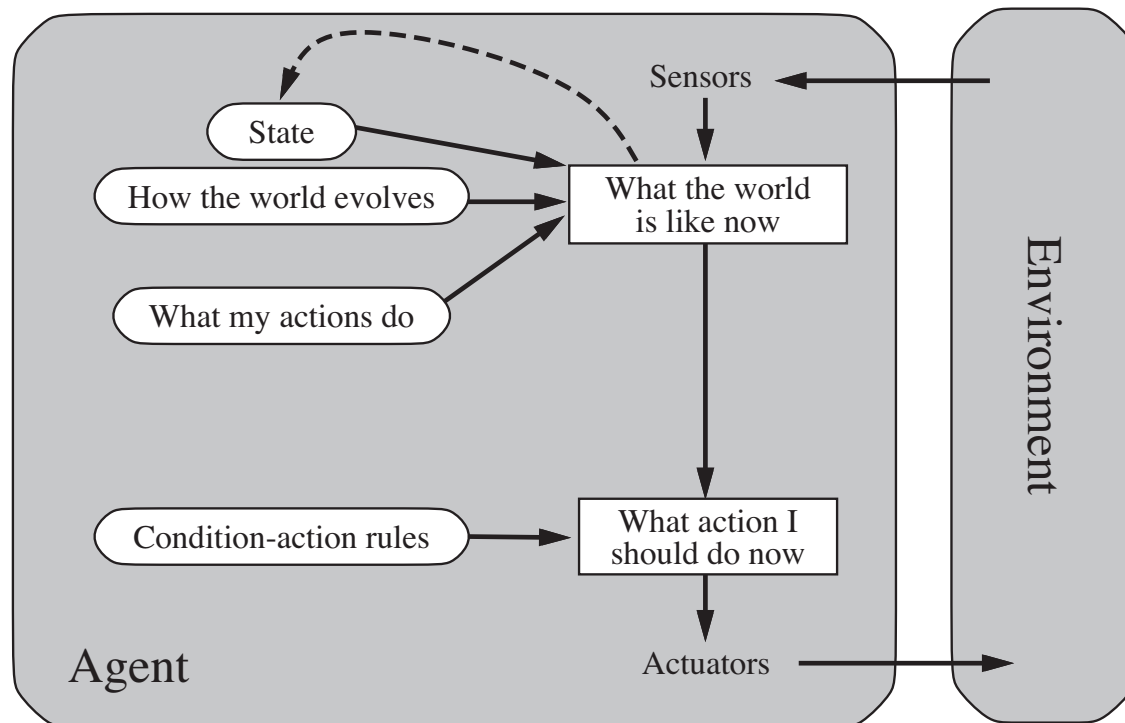 Sensors
State
How the world evolves
What the world
is like now
What my actions do
Condition-action rules
What action I
should do now
Agent
Actuators
Environment